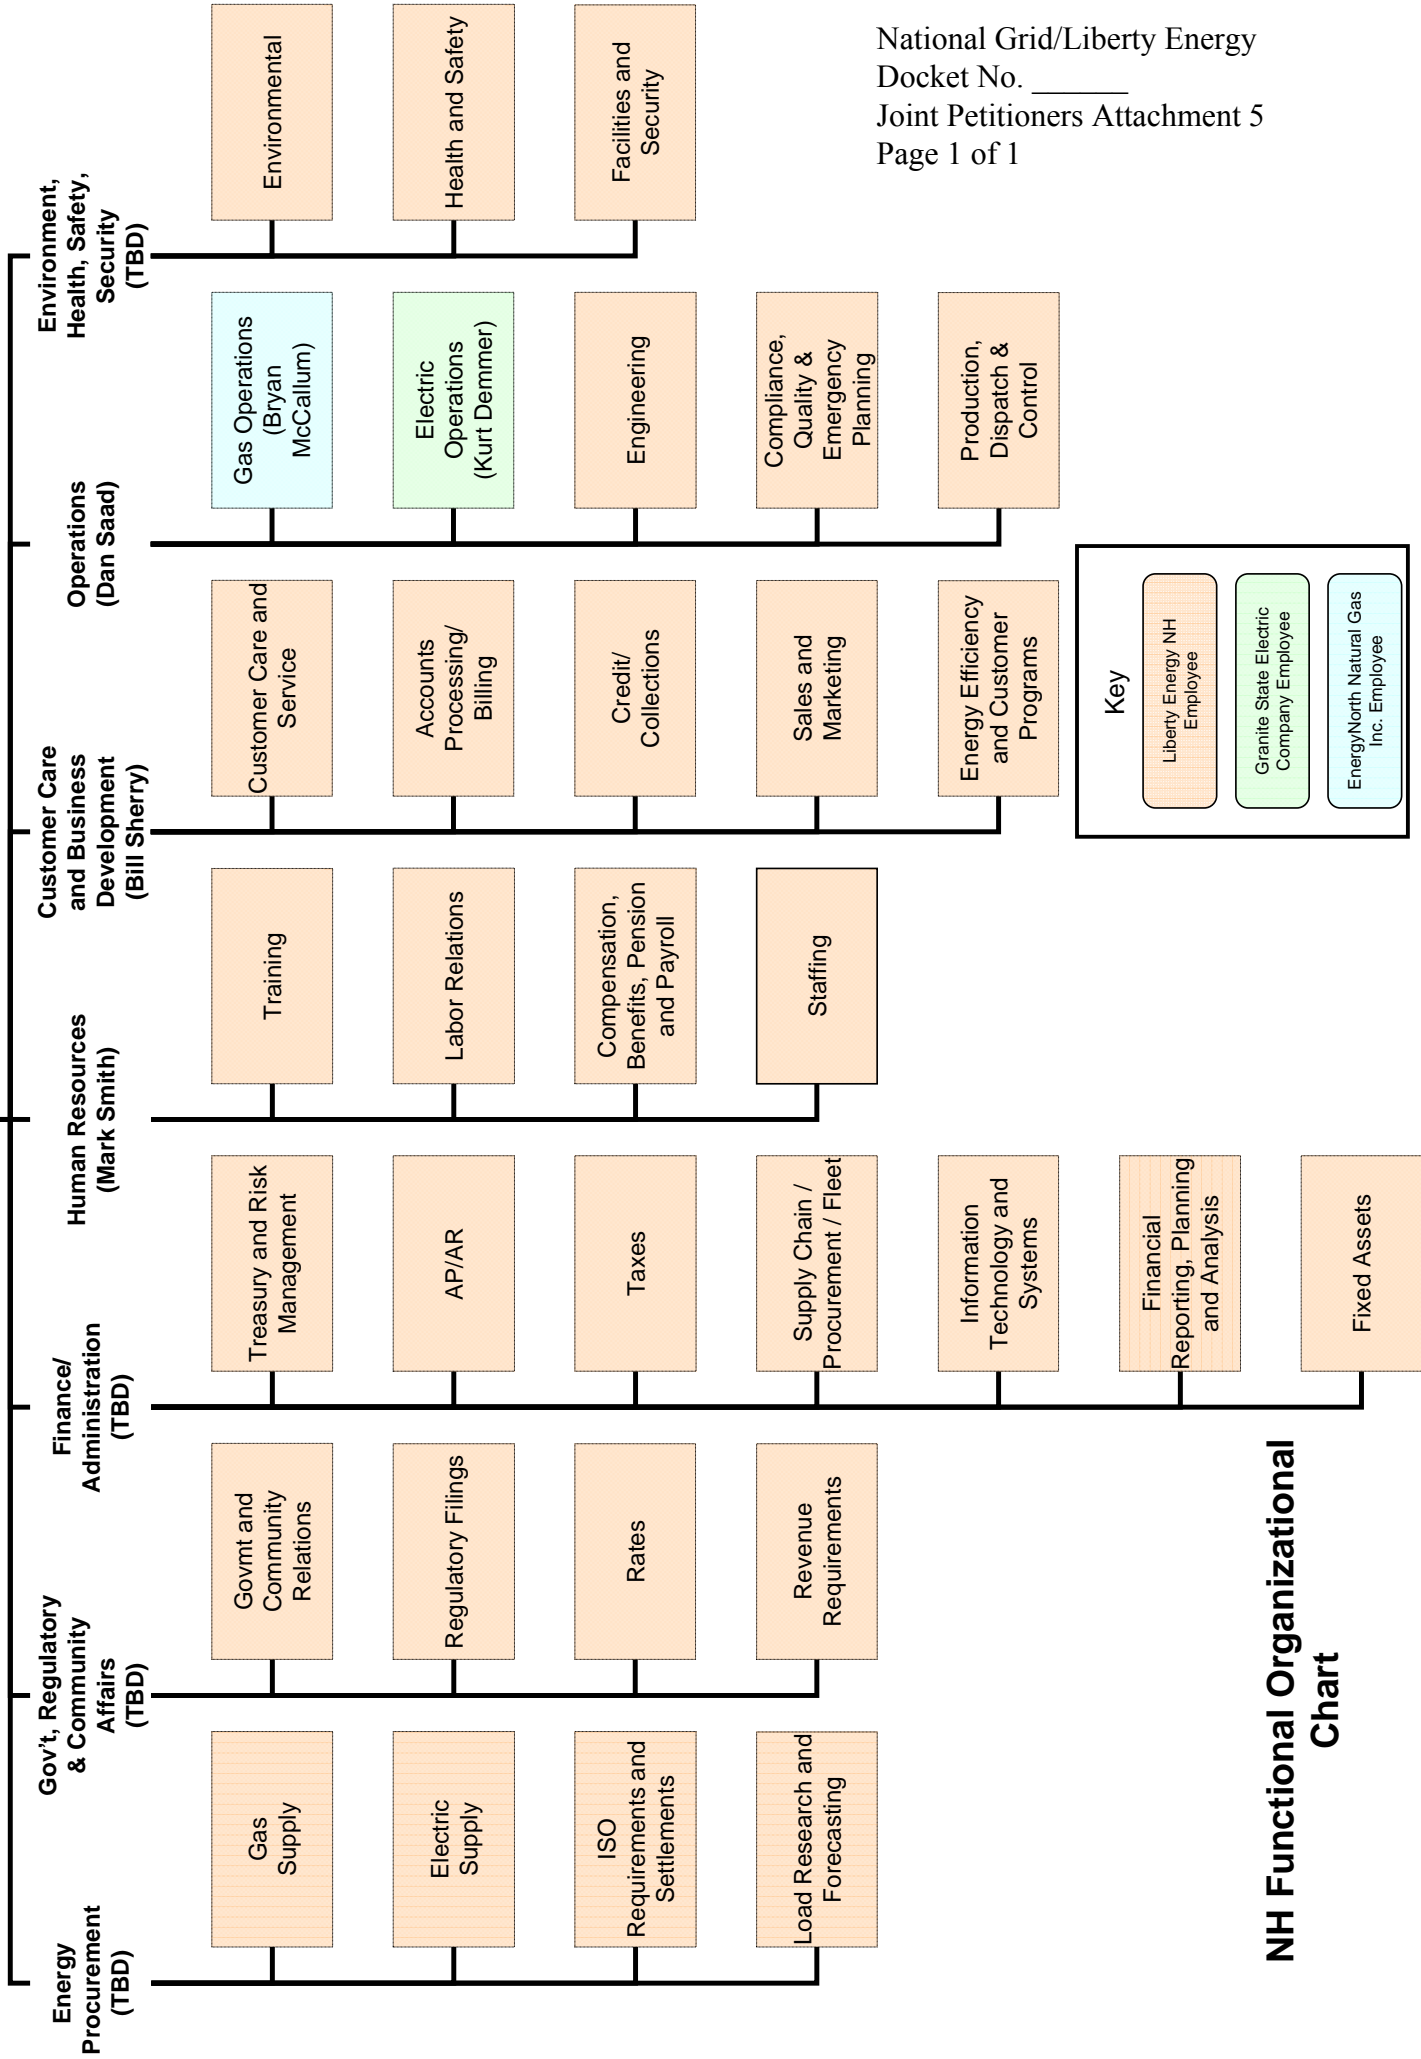 National Grid/Liberty Energy
Docket No. ______
Joint Petitioners Attachment 5
Page 1 of 1
Energy
Procurement
(TBD)
Gas
Supply
Electric
Supply
ISO
Requirements and
Settlements
Load Research and
Forecasting
Gov't, Regulatory
& Community
Affairs
(TBD)
Govmt and
Community
Relations
Regulatory Filings
Rates
Revenue
Requirements
Finance/
Administration
(TBD)
Treasury and Risk
Management
AP/AR
Taxes
Supply Chain /
Procurement / Fleet
Information
Technology and
Systems
Financial
Reporting, Planning
and Analysis
Fixed Assets
Human Resources
(Mark Smith)
Training
Labor Relations
Compensation,
Benefits, Pension
and Payroll
Staffing
Customer Care
and Business
Development
(Bill Sherry)
Customer Care and
Service
Accounts
Processing/
Billing
Credit/
Collections
Sales and
Marketing
Energy Efficiency
and Customer
Programs
Operations
(Dan Saad)
Gas Operations
(Bryan
McCallum)
Electric
Operations
(Kurt Demmer)
Engineering
Compliance,
Quality &
Emergency
Planning
Production,
Dispatch &
Control
Environment,
Health, Safety,
Security
(TBD)
Environmental
Health and Safety
Facilities and
Security
Key
Liberty Energy NH
Employee
Granite State Electric
Company Employee
EnergyNorth Natural Gas
Inc. Employee
NH Functional Organizational
Chart